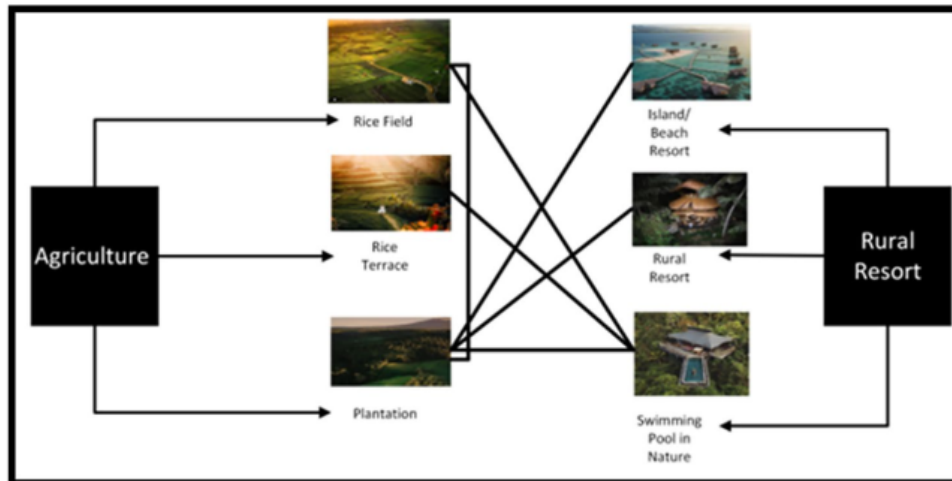 Agriculture
Rice Field
Rice
Terrace
Plantation
Island/
Beach
Resort
Rural
Resort
Swimming
Pool in
Nature
Rural
Resort